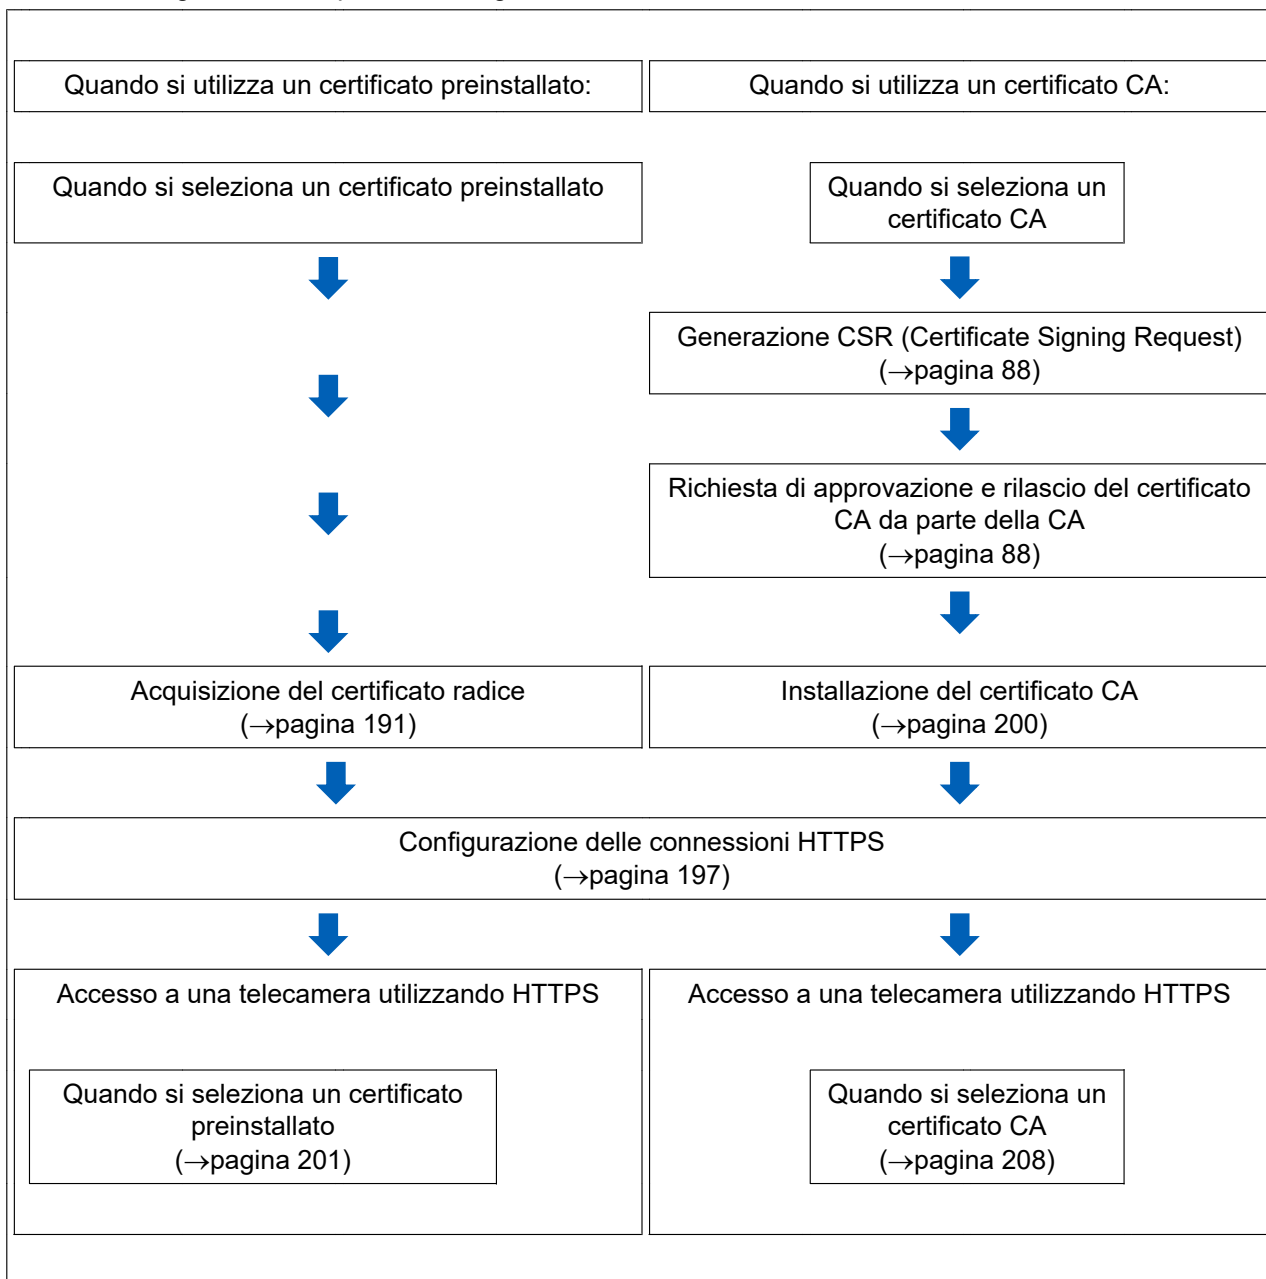 Quando si utilizza un certificato preinstallato:
Quando si utilizza un certificato CA:
Quando si seleziona un certificato preinstallato
Quando si seleziona un
certificato CA
Generazione CSR (Certificate Signing Request)
(→pagina 88)
Richiesta di approvazione e rilascio del certificato
CA da parte della CA
(→pagina 88)
Acquisizione del certificato radice
(→pagina 191)
Installazione del certificato CA
(→pagina 200)
Configurazione delle connessioni HTTPS
(→pagina 197)
Accesso a una telecamera utilizzando HTTPS
Quando si seleziona un certificato
preinstallato
(→pagina 201)
Accesso a una telecamera utilizzando HTTPS
Quando si seleziona un
certificato CA
(→pagina 208)